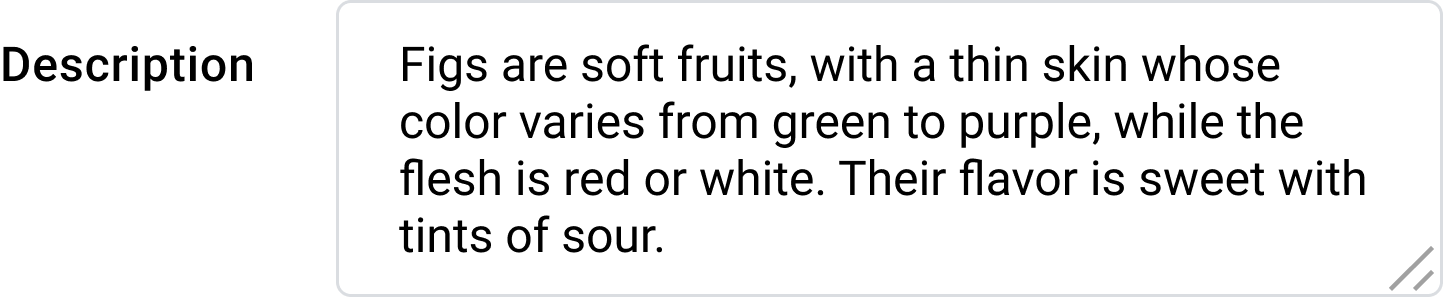 Description
Figs are soft fruits, with a thin skin whose
color varies from green to purple, while the
flesh is red or white. Their flavor is sweet with
tints of sour.